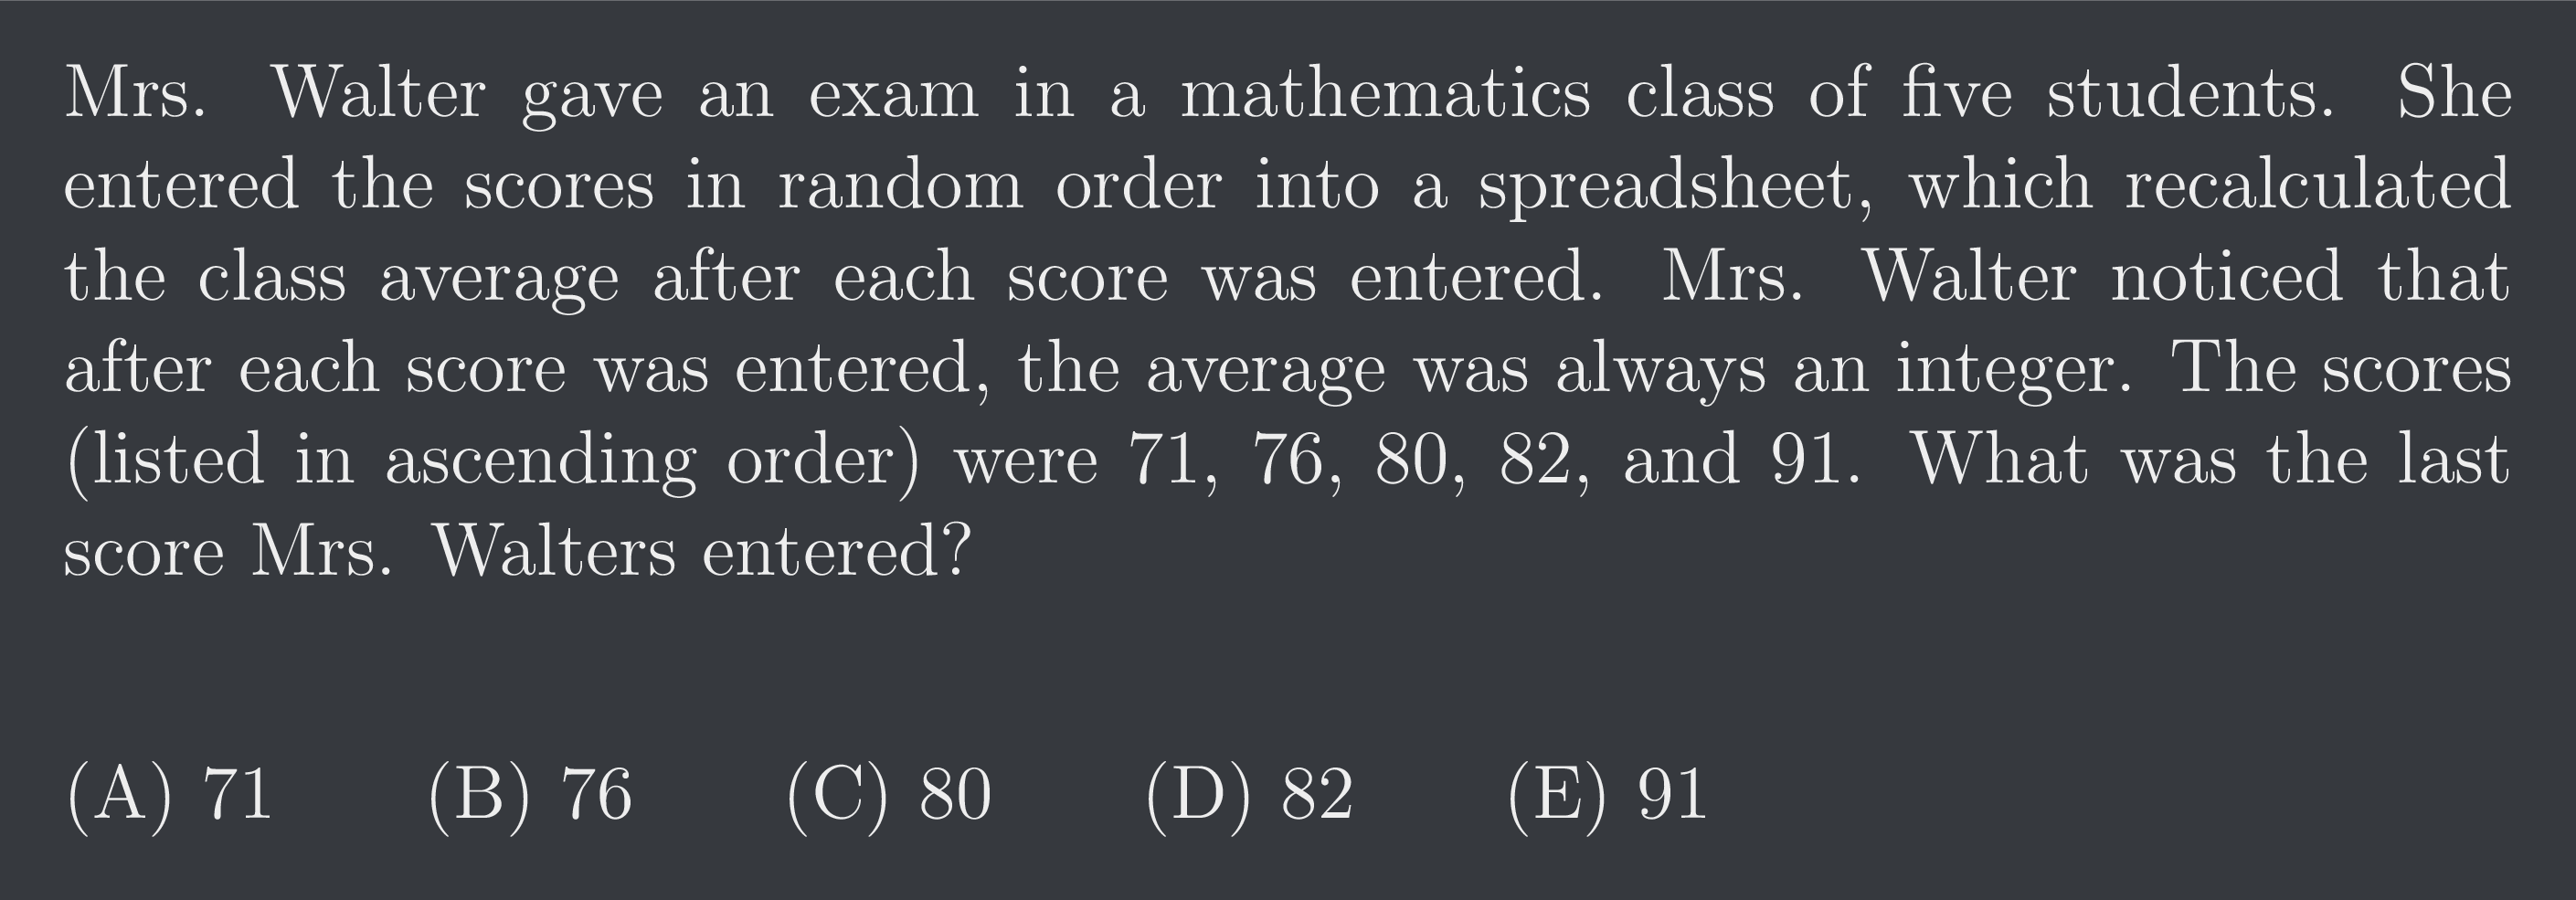 Mrs. Walter gave an exam in a mathematics class of five students. She
entered the scores in random order into a spreadsheet, which recalculated
the class average after each score was entered. Mrs. Walter noticed that
after each score was entered, the average was always an integer. The scores
(listed in ascending order) were 71, 76, 80, 82, and 91. What was the last
score Mrs. Walters entered?
(A) 71 (B) 76 (C) 80 (D) 82 (E) 91